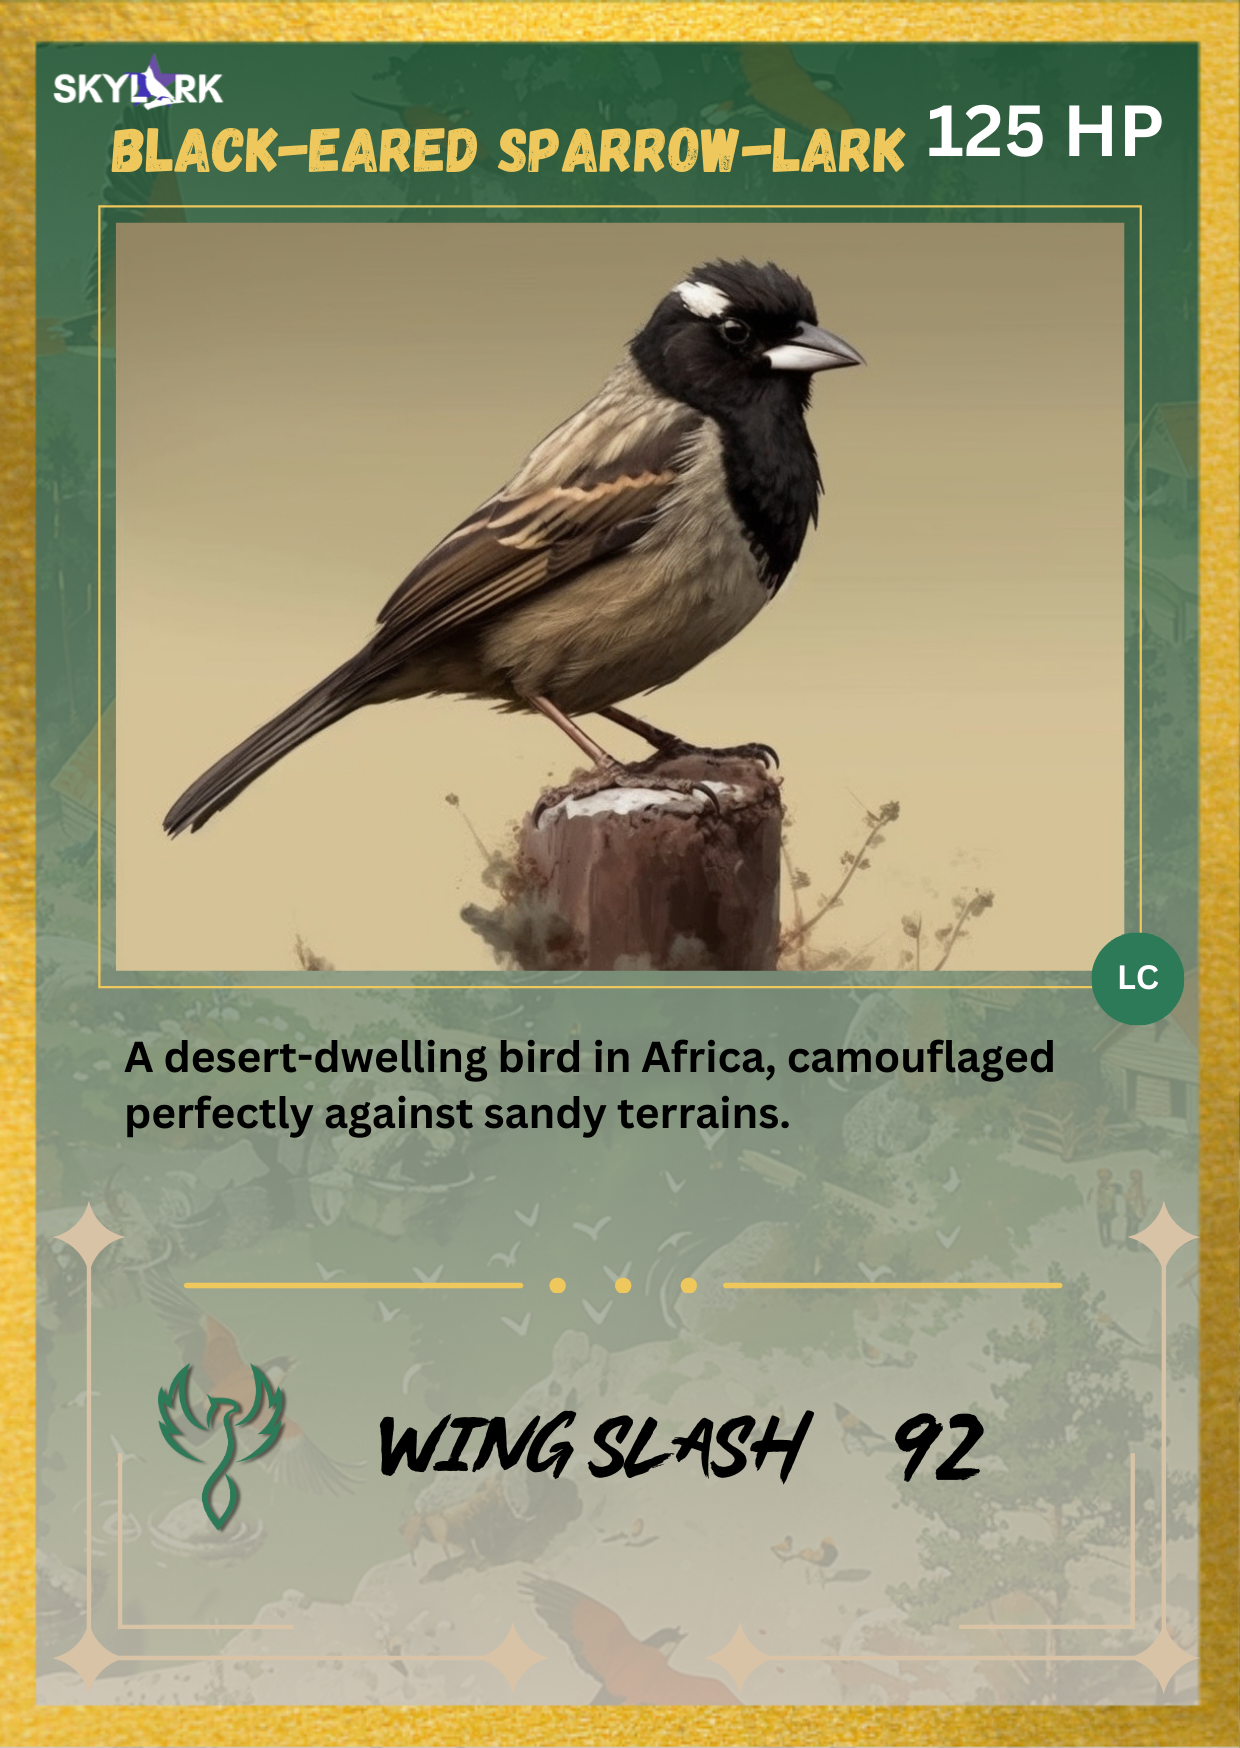 SKYLARK
BLACK-EARED SPARROW-LARK
125 HP
LC
A desert-dwelling bird in Africa, camouflaged
perfectly against sandy terrains.
WING SLASH 92